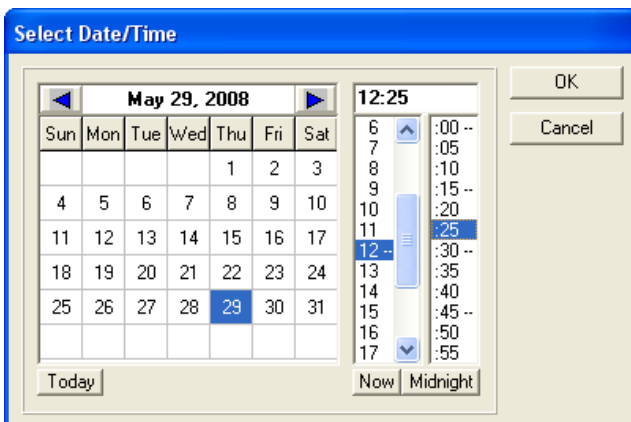 Select Date/Time
May 29, 2008
Sun Mon Tue Wed Thu Fri Sat
1 2 3
4 5 6 7 8 9 10
11 12 13 14 15 16 17
18 19 20 21 22 23 24
25 26 27 28 29 30 31
Today
12:25
6
7
8
9
10
11
12 --
13
14
15
16
17
:00 --
:05
:10
:15 --
:20
:25
:30 --
:35
:40
:45 --
:50
:55
Now Midnight
OK
Cancel